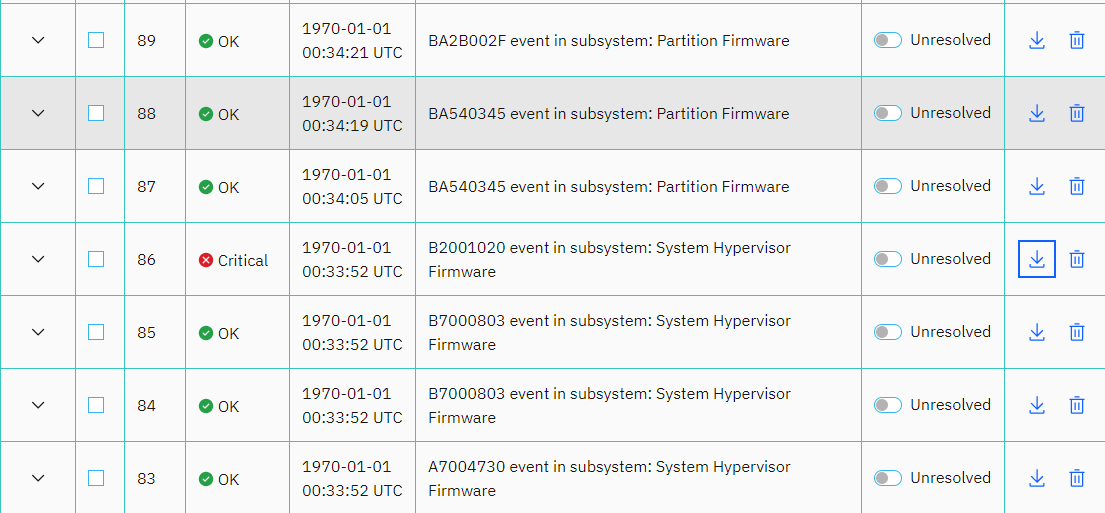 89 OK 1970-01-01 00:34:21 UTC BA2B002F event in subsystem: Partition Firmware Unresolved
88 OK 1970-01-01 00:34:19 UTC BA540345 event in subsystem: Partition Firmware Unresolved
87 OK 1970-01-01 00:34:05 UTC BA540345 event in subsystem: Partition Firmware Unresolved
86 Critical 1970-01-01 00:33:52 UTC B2001020 event in subsystem: System Hypervisor Firmware Unresolved
85 OK 1970-01-01 00:33:52 UTC B7000803 event in subsystem: System Hypervisor Firmware Unresolved
84 OK 1970-01-01 00:33:52 UTC B7000803 event in subsystem: System Hypervisor Firmware Unresolved
83 OK 1970-01-01 00:33:52 UTC A7004730 event in subsystem: System Hypervisor Firmware Unresolved